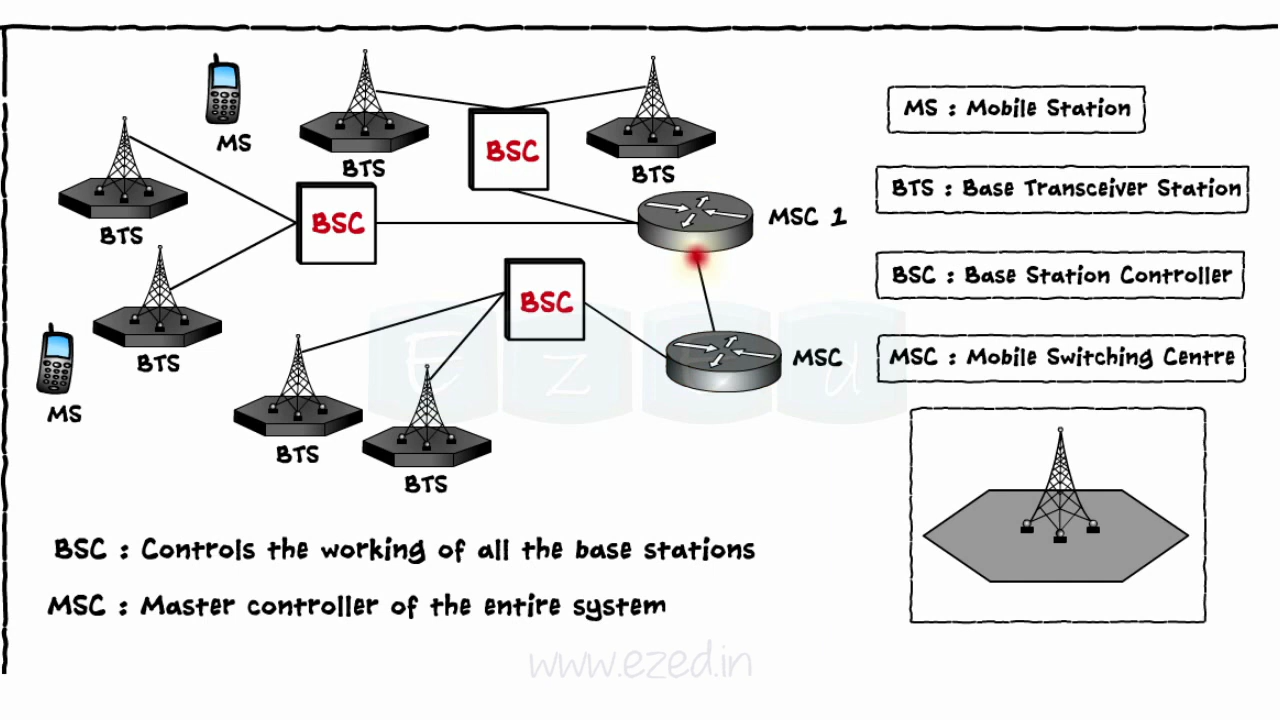 MS
BTS
BSC
BTS
BTS
BSC
MSC 1
BTS
BSC
BTS
MS
MSC
BTS
BTS
MS : Mobile Station
BTS : Base Transceiver Station
BSC : Base Station Controller
MSC : Mobile Switching Centre
EzEd
BSC : Controls the working of all the base stations
MSC : Master controller of the entire system
www.ezed.in